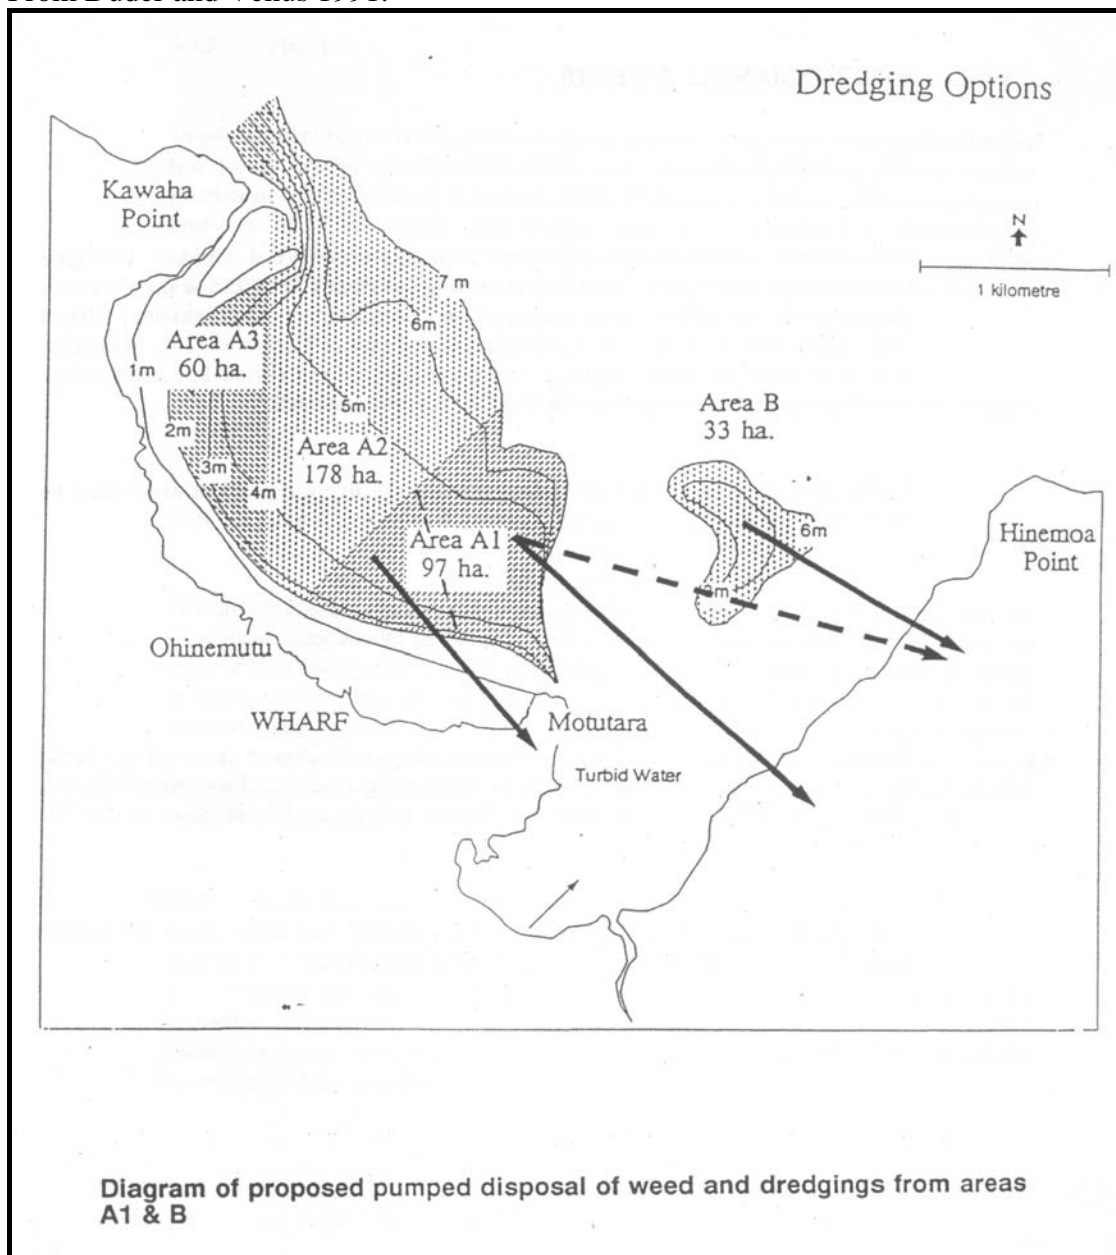 From Duder and Venus 1991.
Dredging Options
Kawaha
Point
N
1 kilometre
7 m
6m
Area A3
60 ha.
1m
5m
Area B
33 ha.
2m
Area A2
178 ha.
3m
4m
6m
Hinemoa
Point
Area A1
97 ha.
Ohinemutu
WHARF
Motutara
Turbid Water
Diagram of proposed pumped disposal of weed and dredgings from areas
A1 & B